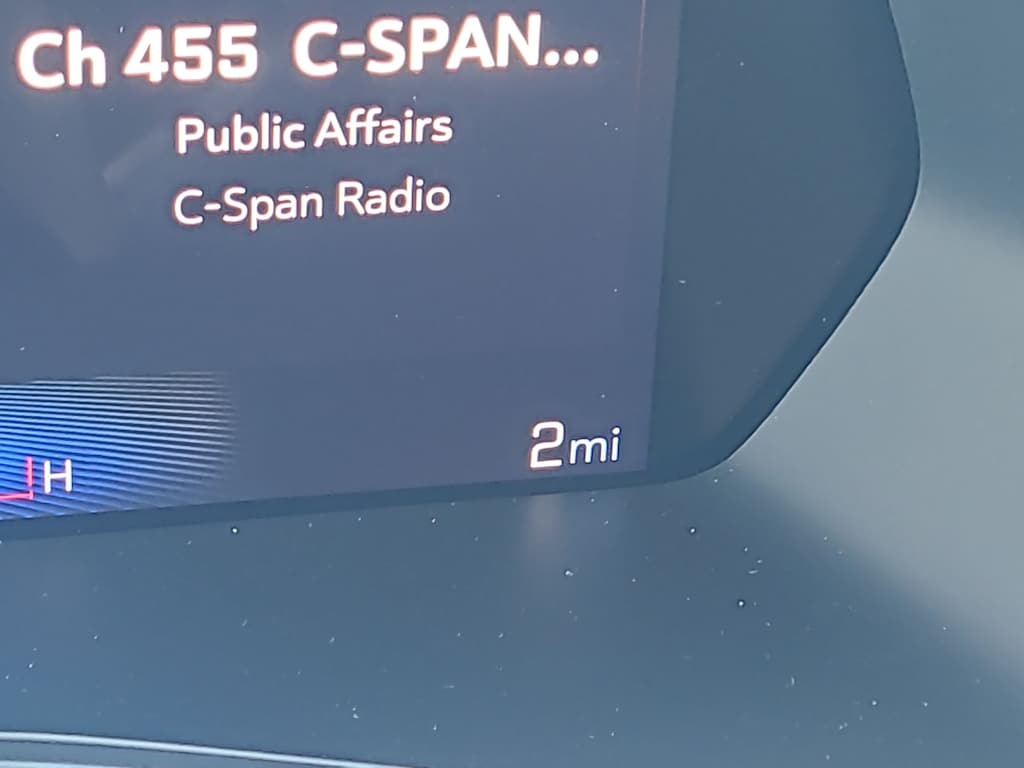 Ch 455 C-SPAN...
Public Affairs
C-Span Radio
H
2mi